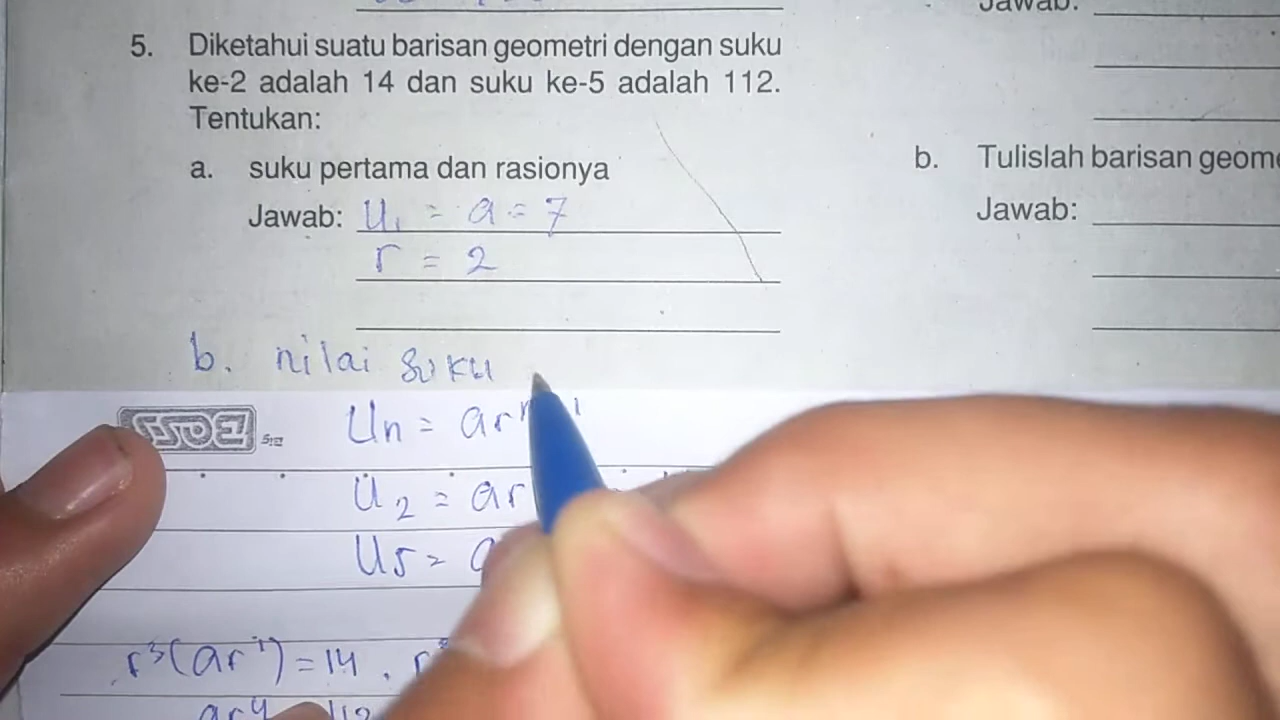 Jawab:
5. Diketahui suatu barisan geometri dengan suku
ke-2 adalah 14 dan suku ke-5 adalah 112.
Tentukan:
a. suku pertama dan rasionya
Jawab: U₁ = a = 7
r = 2
b. nilai suku
Un = ar
U₂ = ar
U5 =
r³(ar¹) = 14 .
ar⁴
b. Tulislah barisan
Jawab: